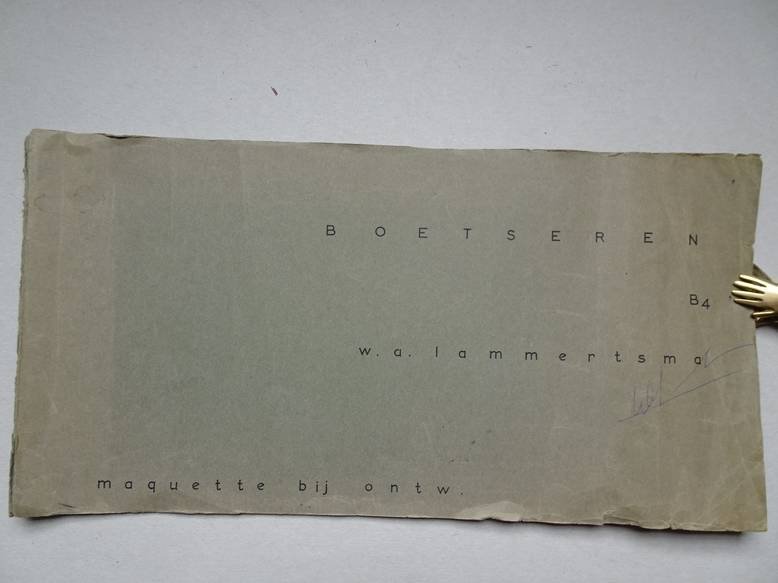 BOETSEREN
B4
w.a. lammertsma
maquette bij ontw.